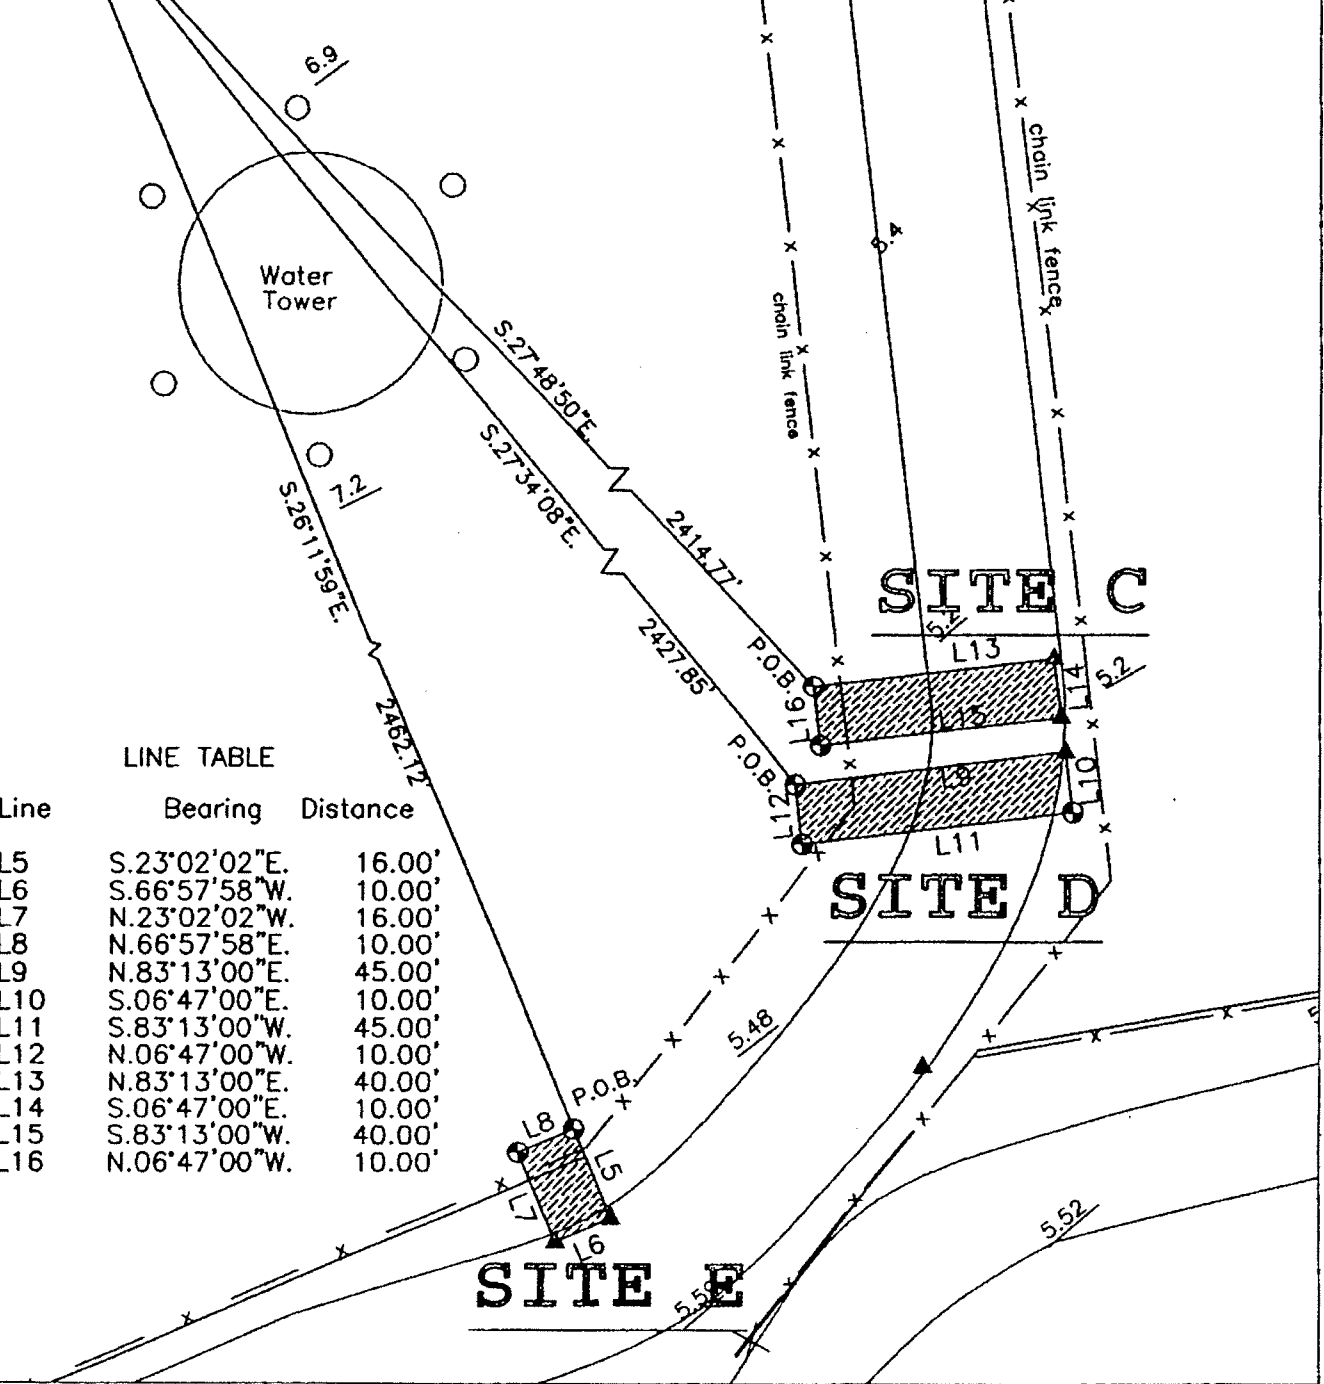 6.9
Water
Tower
7.2
chain link fence
chain link fence
5.4
S.27°48'50"E.
2414.77'
S.27°34'08"E.
2427.85'
S.26°11'59"E.
2462.12'
SITE C
5.2
5.2
P.O.B.
L13
L14
L15
L16
P.O.B.
L9
L10
L11
L12
SITE D
5.48
P.O.B.
L8
L5
L7
L6
SITE E
5.52
LINE TABLE
Line Bearing Distance
L5 S.23°02'02"E. 16.00'
L6 S.66°57'58"W. 10.00'
L7 N.23°02'02"W. 16.00'
L8 N.66°57'58"E. 10.00'
L9 N.83°13'00"E. 45.00'
L10 S.06°47'00"E. 10.00'
L11 S.83°13'00"W. 45.00'
L12 N.06°47'00"W. 10.00'
L13 N.83°13'00"E. 40.00'
L14 S.06°47'00"E. 10.00'
L15 S.83°13'00"W. 40.00'
L16 N.06°47'00"W. 10.00'